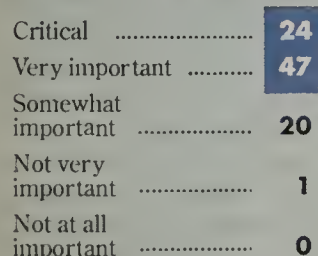 Critical .................... 24
Very important ........... 47
Somewhat
important .................. 20
Not very
important .................. 1
Not at all
important .................. 0